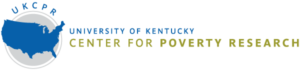 UKCPR
UNIVERSITY OF KENTUCKY
CENTER FOR POVERTY RESEARCH